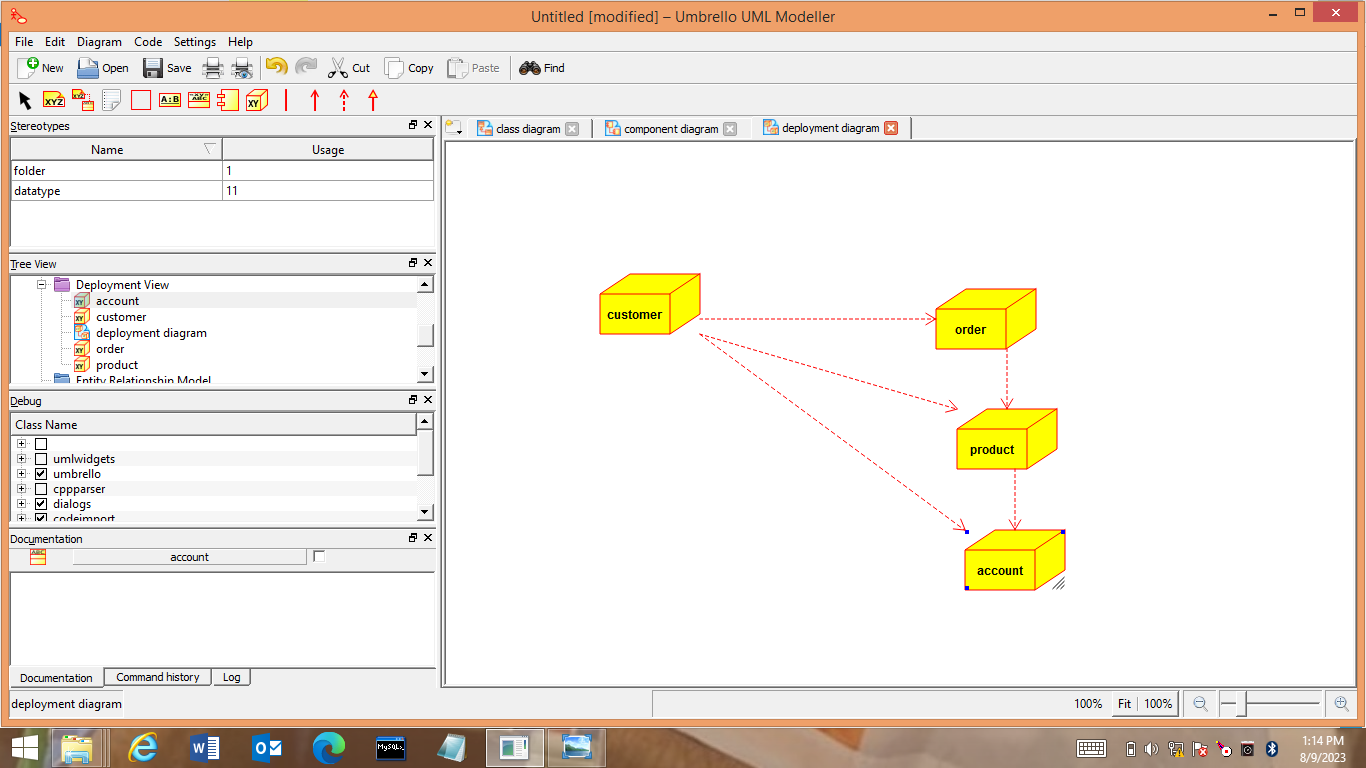 Untitled [modified] – Umbrello UML Modeller
File Edit Diagram Code Settings Help
New Open Save Cut Copy Paste Find
XYZ XYZ A:B ABC XY
Stereotypes
class diagram component diagram deployment diagram
Name Usage
folder 1
datatype 11
Tree View
Deployment View
account
customer
deployment diagram
order
product
Entity Relationship Model
Debug
Class Name
umlwidgets
umbrello
cppparser
dialogs
codeimport
Documentation
ABC account
Documentation Command history Log
customer
order
product
account
deployment diagram
100% Fit 100%
MySQL
1:14 PM
8/9/2023